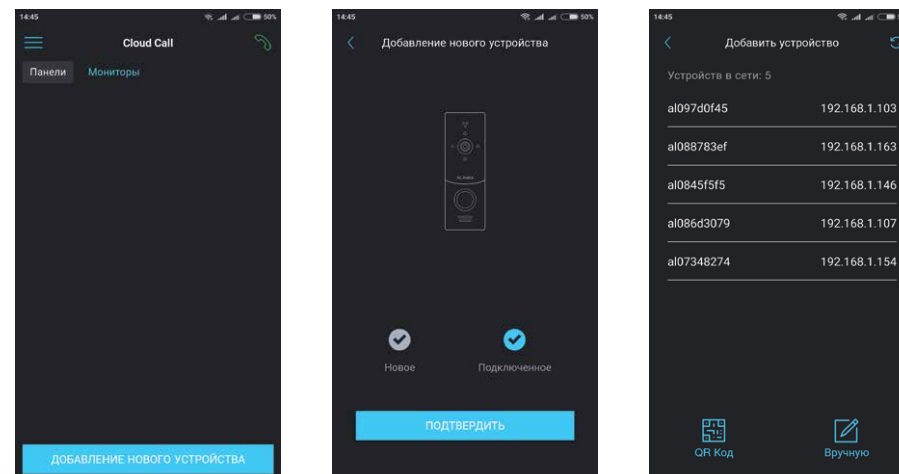 14:45
50%
Cloud Call
Панели
Мониторы
ДОБАВЛЕНИЕ НОВОГО УСТРОЙСТВА
14:45
50%
Добавление нового устройства
Новое
Подключенное
ПОДТВЕРДИТЬ
14:45
Добавить устройство
Устройств в сети: 5
al097d0f45 192.168.1.103
al088783ef 192.168.1.163
al0845f5f5 192.168.1.146
al086d3079 192.168.1.107
al07348274 192.168.1.154
QR Код
Вручную